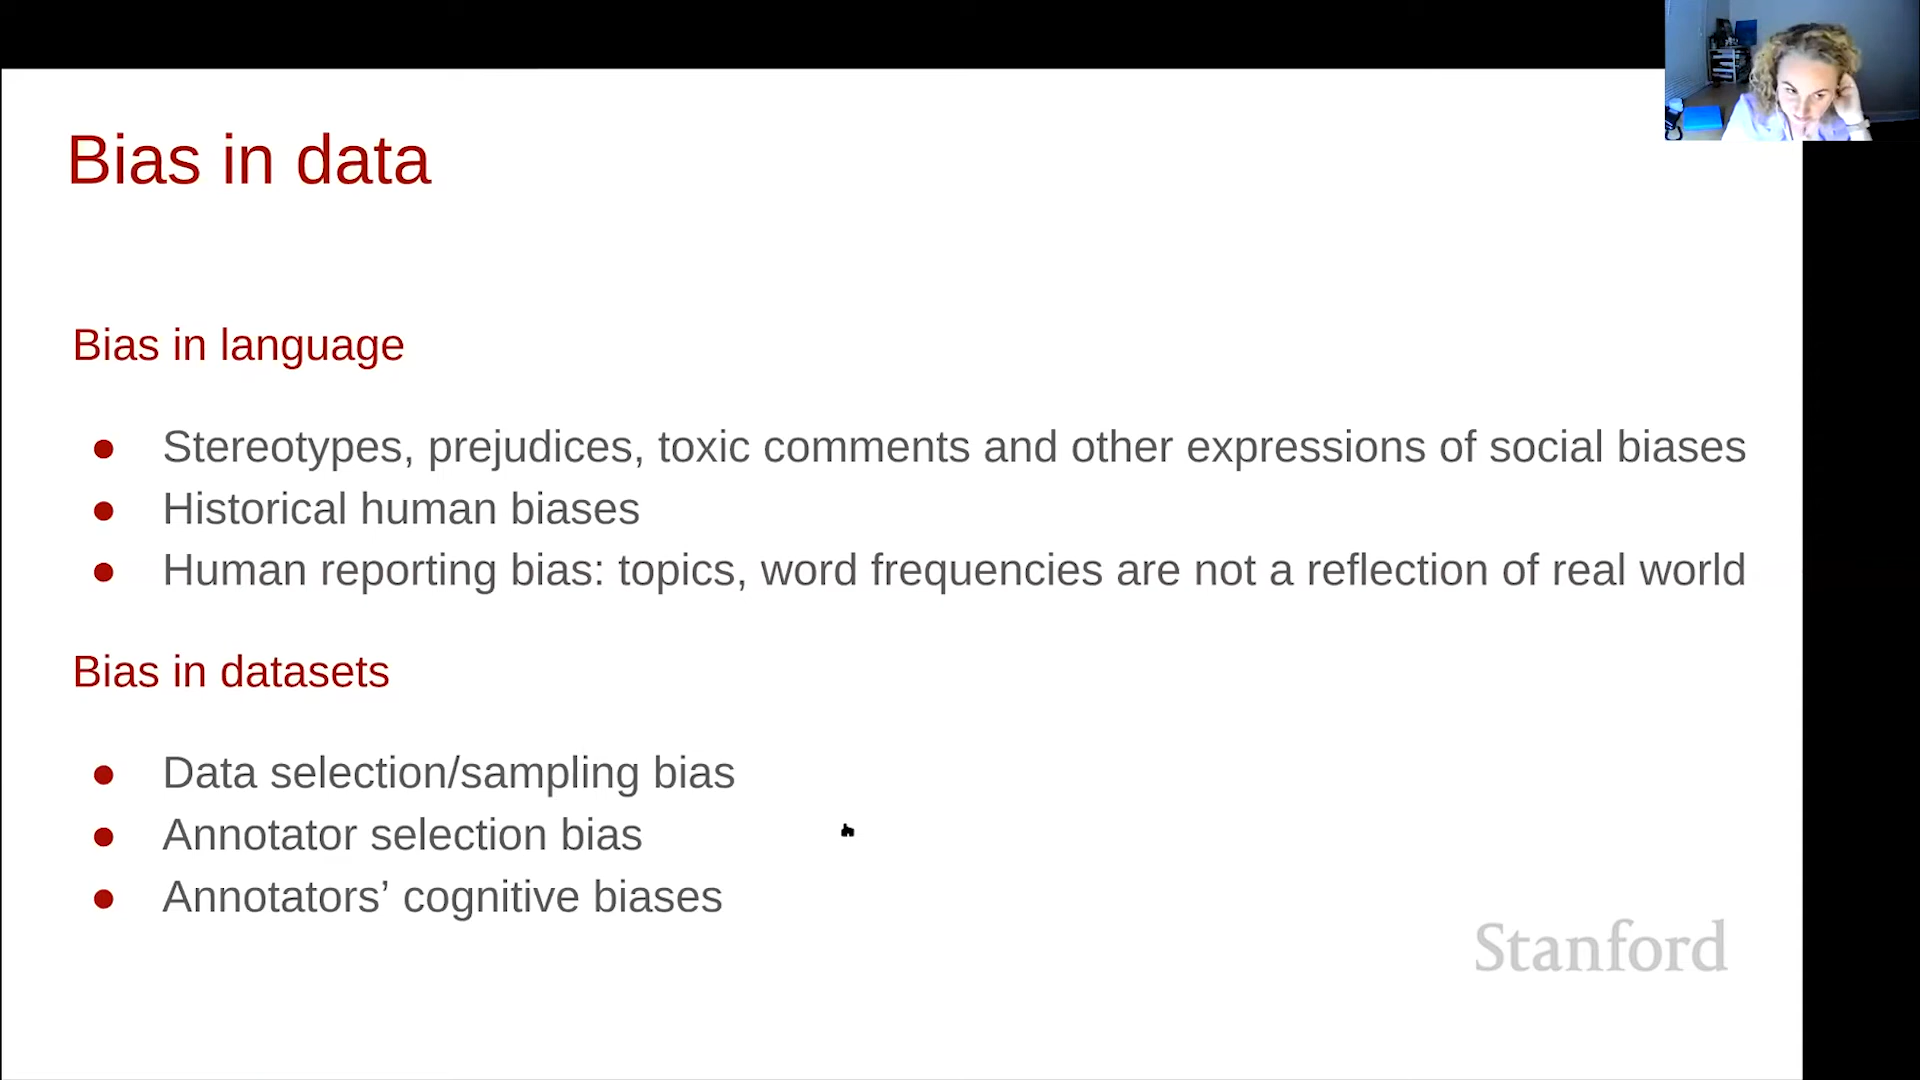 Bias in data
Bias in language
● Stereotypes, prejudices, toxic comments and other expressions of social biases
● Historical human biases
● Human reporting bias: topics, word frequencies are not a reflection of real world
Bias in datasets
● Data selection/sampling bias
● Annotator selection bias
● Annotators’ cognitive biases
Stanford